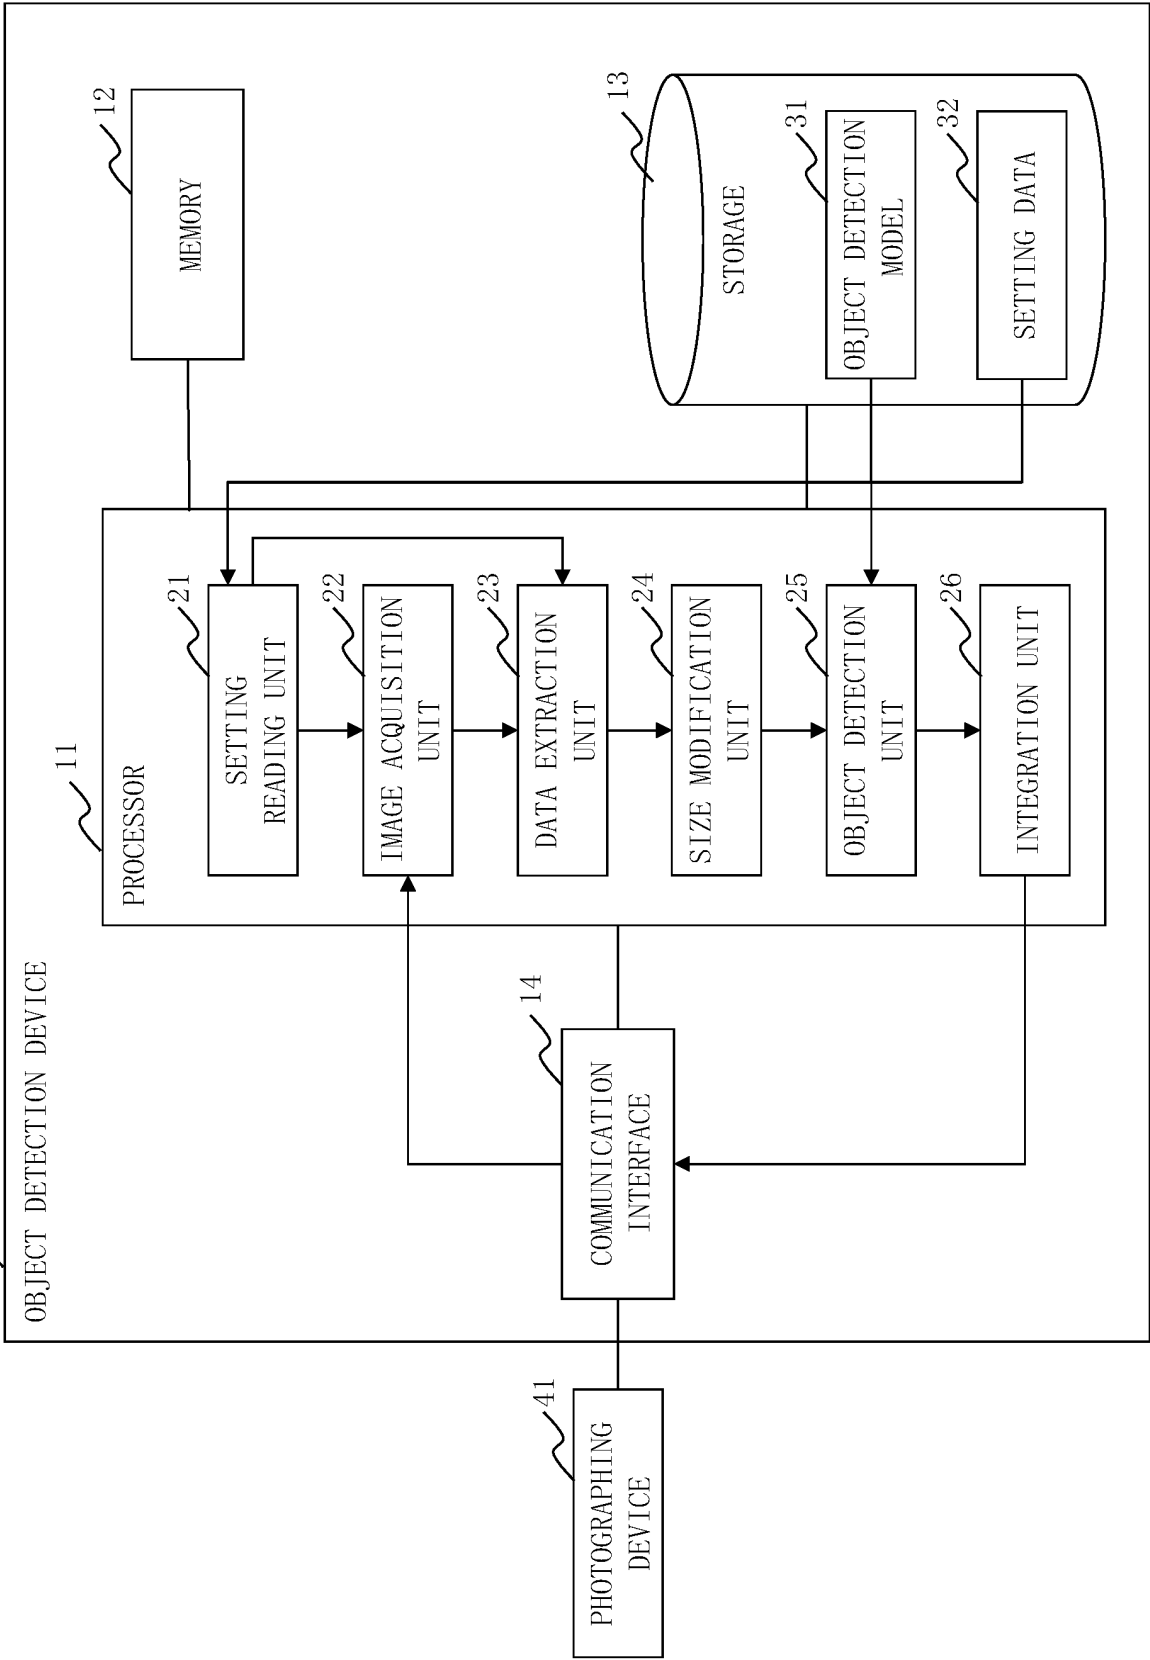 OBJECT DETECTION DEVICE
11
PROCESSOR
21
SETTING
READING UNIT
22
IMAGE ACQUISITION
UNIT
23
DATA EXTRACTION
UNIT
24
SIZE MODIFICATION
UNIT
25
OBJECT DETECTION
UNIT
26
INTEGRATION UNIT
12
MEMORY
13
STORAGE
31
OBJECT DETECTION
MODEL
32
SETTING DATA
14
COMMUNICATION
INTERFACE
41
PHOTOGRAPHING
DEVICE